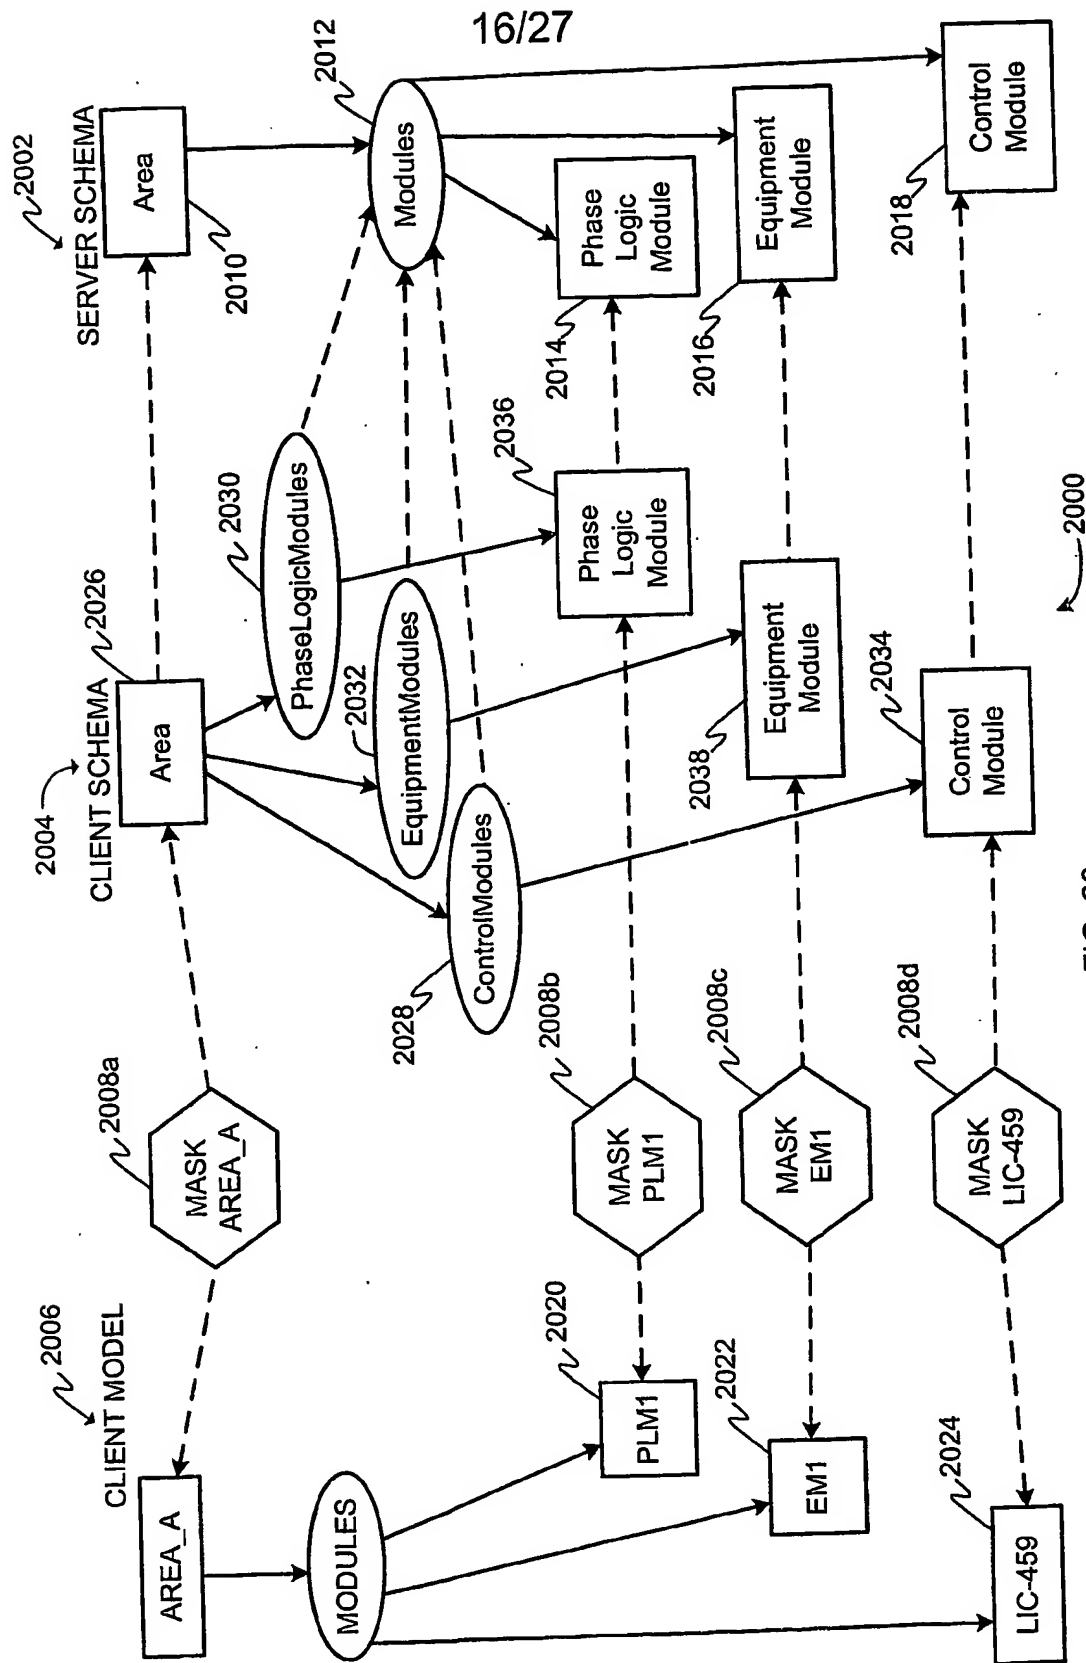 16/27
2006
CLIENT MODEL
2004
CLIENT SCHEMA
2002
SERVER SCHEMA
AREA_A
2008a
MASK
AREA_A
2026
Area
Area
2010
MODULES
2030
PhaseLogicModules
2032
EquipmentModules
2028
ControlModules
2012
Modules
2020
PLM1
2008b
MASK
PLM1
2036
Phase
Logic
Module
2014
Phase
Logic
Module
2022
EM1
2008c
MASK
EM1
2038
Equipment
Module
2016
Equipment
Module
2024
LIC-459
2008d
MASK
LIC-459
2034
Control
Module
2018
Control
Module
2000